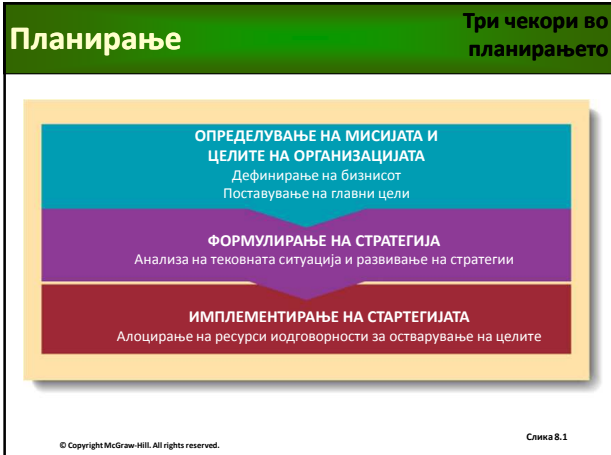 Планирање
Три чекори во
планирањето
ОПРЕДЕЛУВАЊЕ НА МИСИЈАТА И
ЦЕЛИТЕ НА ОРГАНИЗАЦИЈАТА
Дефинирање на бизнисот
Поставување на главни цели
ФОРМУЛИРАЊЕ НА СТРАТЕГИЈА
Анализа на тековната ситуација и развивање на стратегии
ИМПЛЕМЕНТИРАЊЕ НА СТАРТЕГИЈАТА
Алоцирање на ресурси иодговорности за остварување на целите
© Copyright McGraw-Hill. All rights reserved.
Слика 8.1